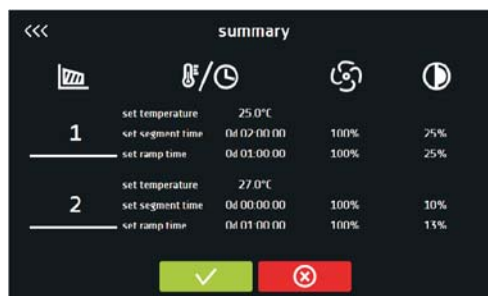 <<< summary
set temperature 25.0°C
1 set segment time 0d 02:00:00 100% 25%
set ramp time 0d 01:00:00 100% 25%
set temperature 27.0°C
2 set segment time 0d 00:00:00 100% 10%
set ramp time 0d 01:00:00 100% 13%